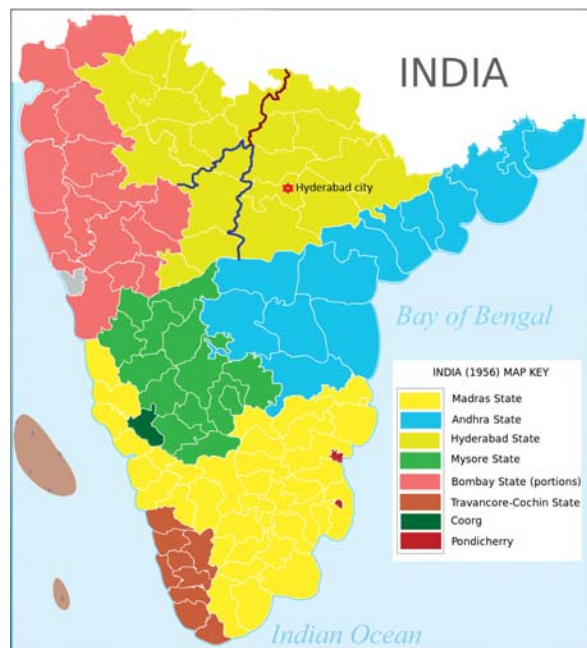 INDIA
Hyderabad city
Bay of Bengal
INDIA (1956) MAP KEY
Madras State
Andhra State
Hyderabad State
Mysore State
Bombay State (portions)
Travancore-Cochin State
Coorg
Pondicherry
Indian Ocean